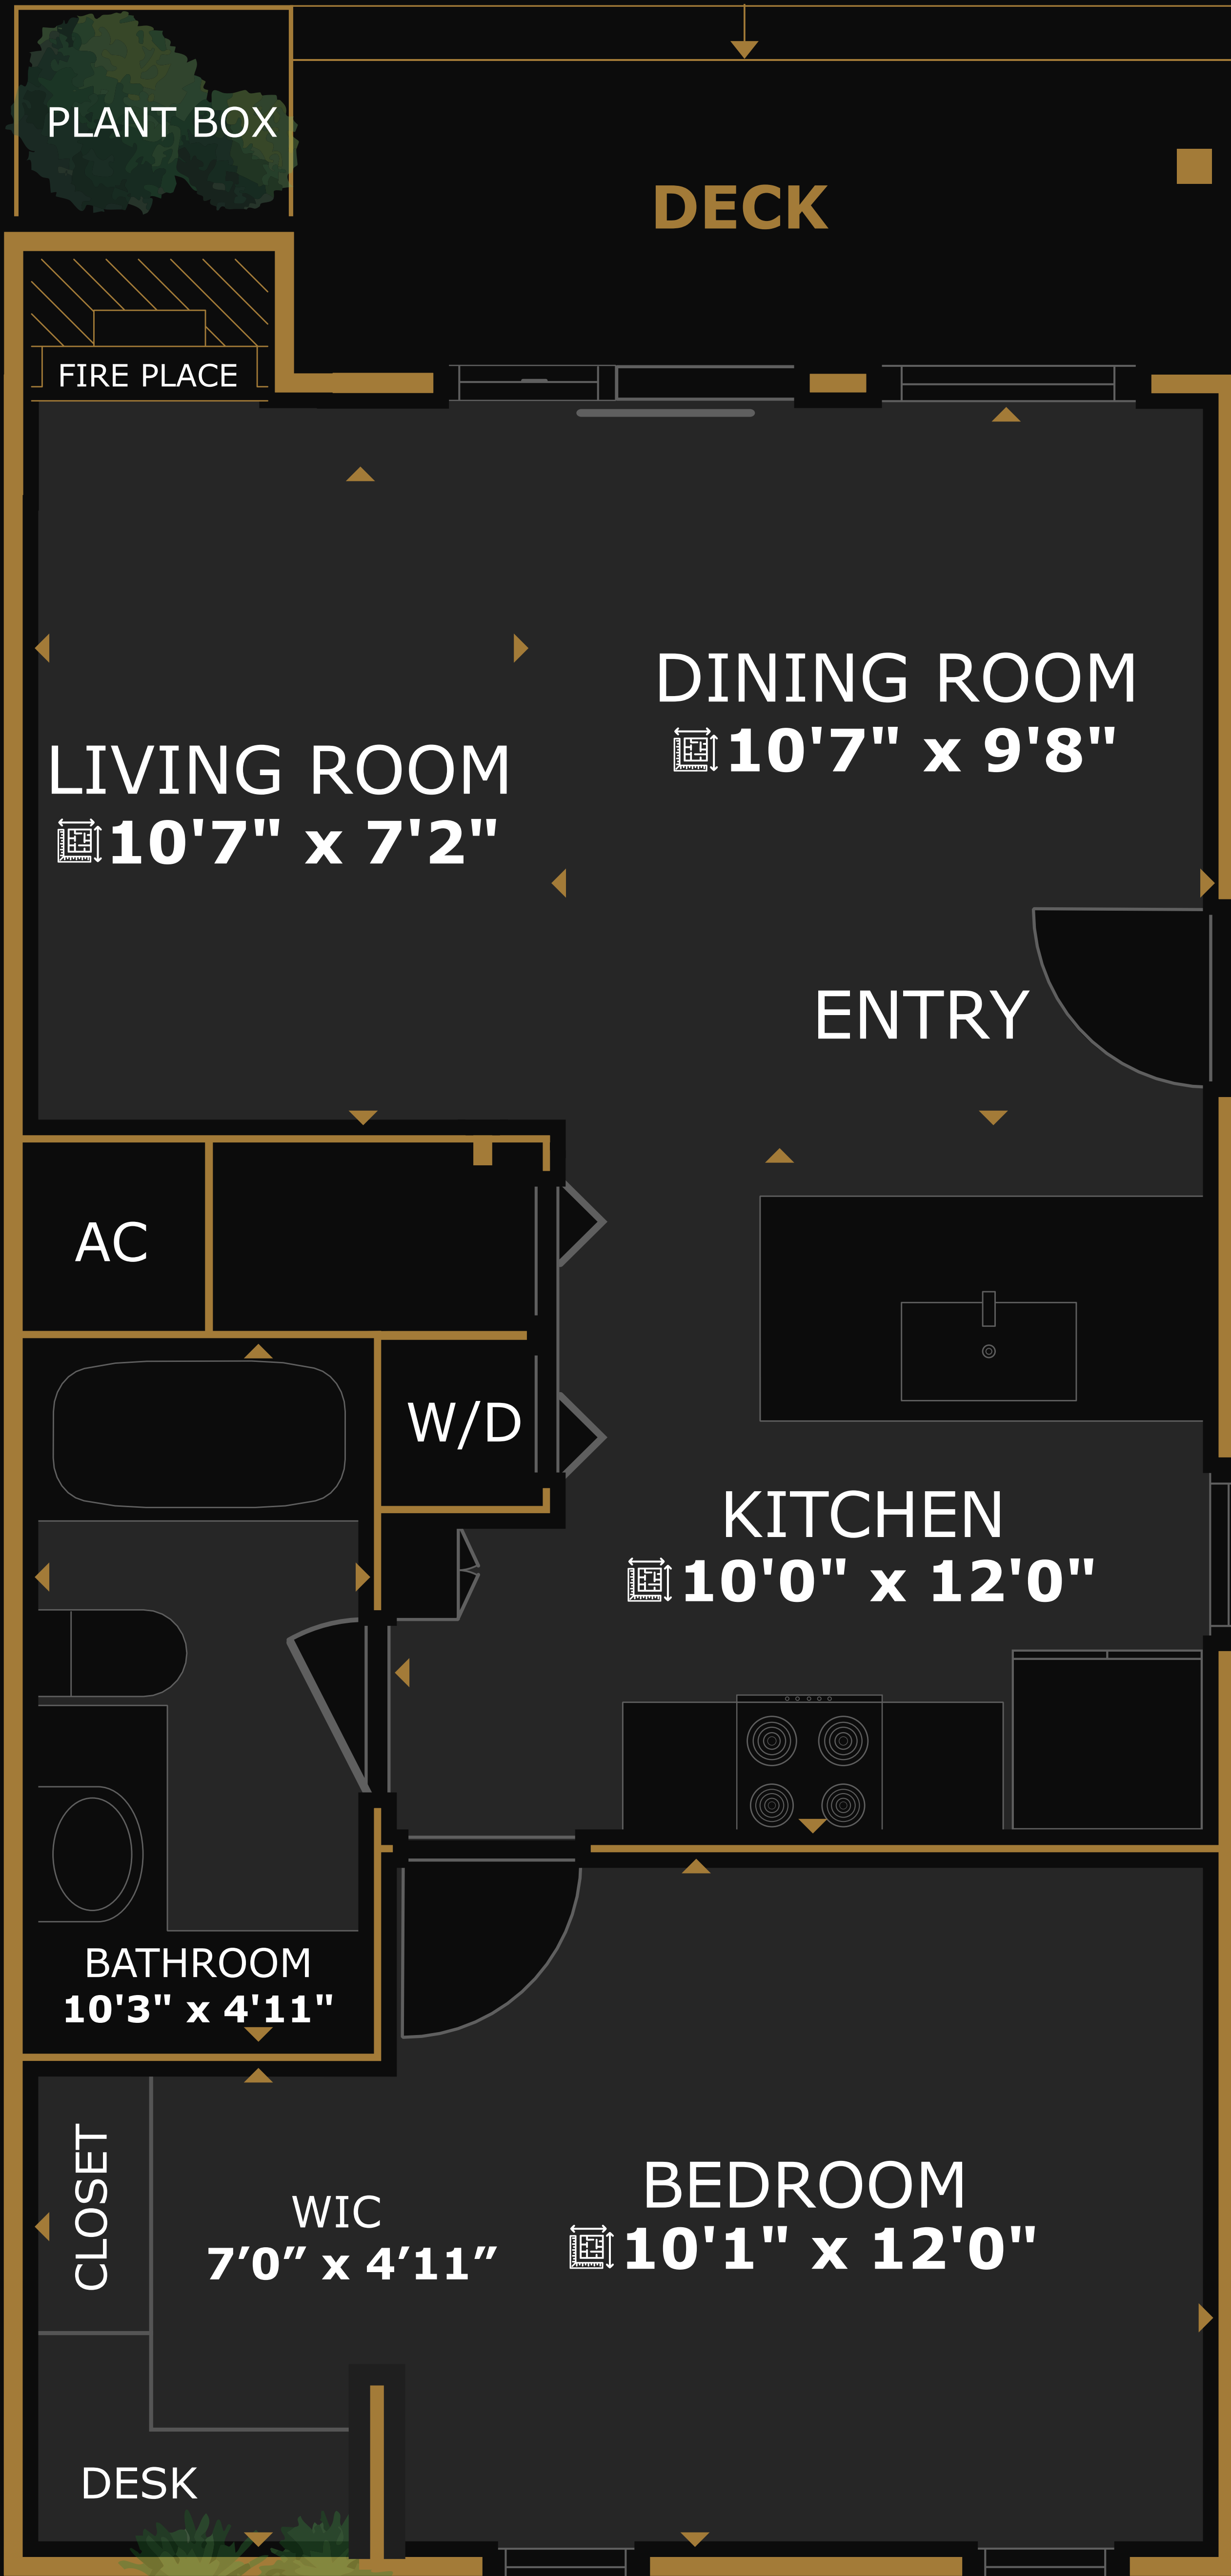 PLANT BOX
DECK
FIRE PLACE
DINING ROOM
10'7" x 9'8"
LIVING ROOM
10'7" x 7'2"
ENTRY
AC
W/D
KITCHEN
10'0" x 12'0"
BATHROOM
10'3" x 4'11"
CLOSET
BEDROOM
10'1" x 12'0"
WIC
7’0” x 4’11”
DESK